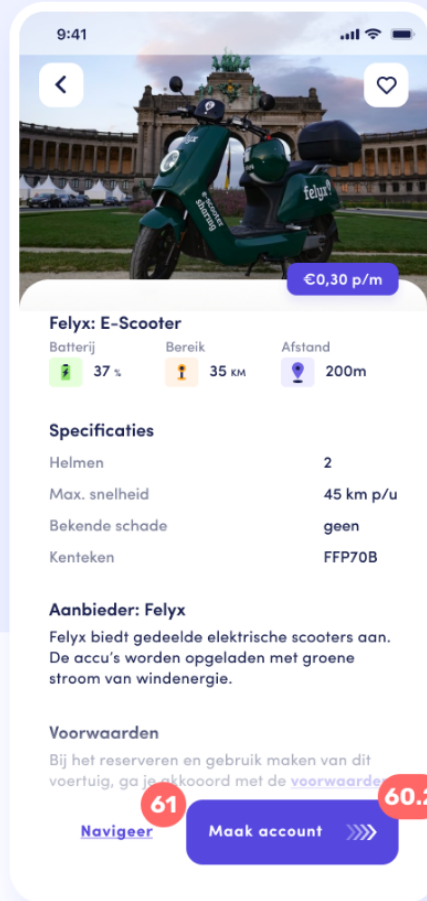 9:41
felyx
e-scooter
sharing
felyx
€0,30 p/m
Felyx: E-Scooter
Batterij Bereik Afstand
37 % 35 KM 200m
Specificaties
Helmen 2
Max. snelheid 45 km p/u
Bekende schade geen
Kenteken FFP70B
Aanbieder: Felyx
Felyx biedt gedeelde elektrische scooters aan.
De accu's worden opgeladen met groene
stroom van windenergie.
Voorwaarden
Bij het reserveren en gebruik maken van dit
voertuig, ga je akkooord met de voorwaarden
61 60.2
Navigeer Maak account